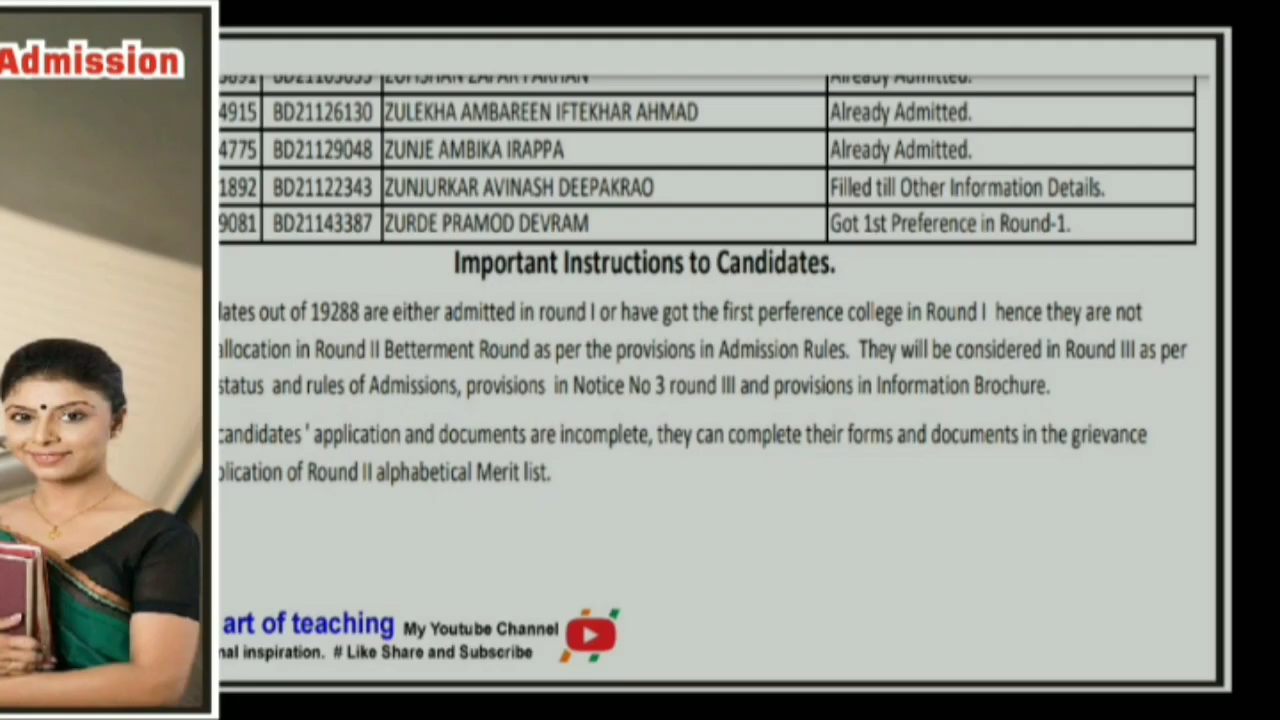 Admission
4915 BD21126130 ZULEKHA AMBAREEN IFTEKHAR AHMAD Already Admitted.
4775 BD21129048 ZUNJE AMBIKA IRAPPA Already Admitted.
1892 BD21122343 ZUNJURKAR AVINASH DEEPAKRAO Filled till Other Information Details.
9081 BD21143387 ZURDE PRAMOD DEVRAM Got 1st Preference in Round-1.
Important Instructions to Candidates.
out of 19288 are either admitted in round I or have got the first perference college in Round I hence they are not
allocation in Round II Betterment Round as per the provisions in Admission Rules. They will be considered in Round III as per
status and rules of Admissions, provisions in Notice No 3 round III and provisions in Information Brochure.
candidates ' application and documents are incomplete, they can complete their forms and documents in the grievance
of Round II alphabetical Merit list.
art of teaching My Youtube Channel
inspiration. # Like Share and Subscribe